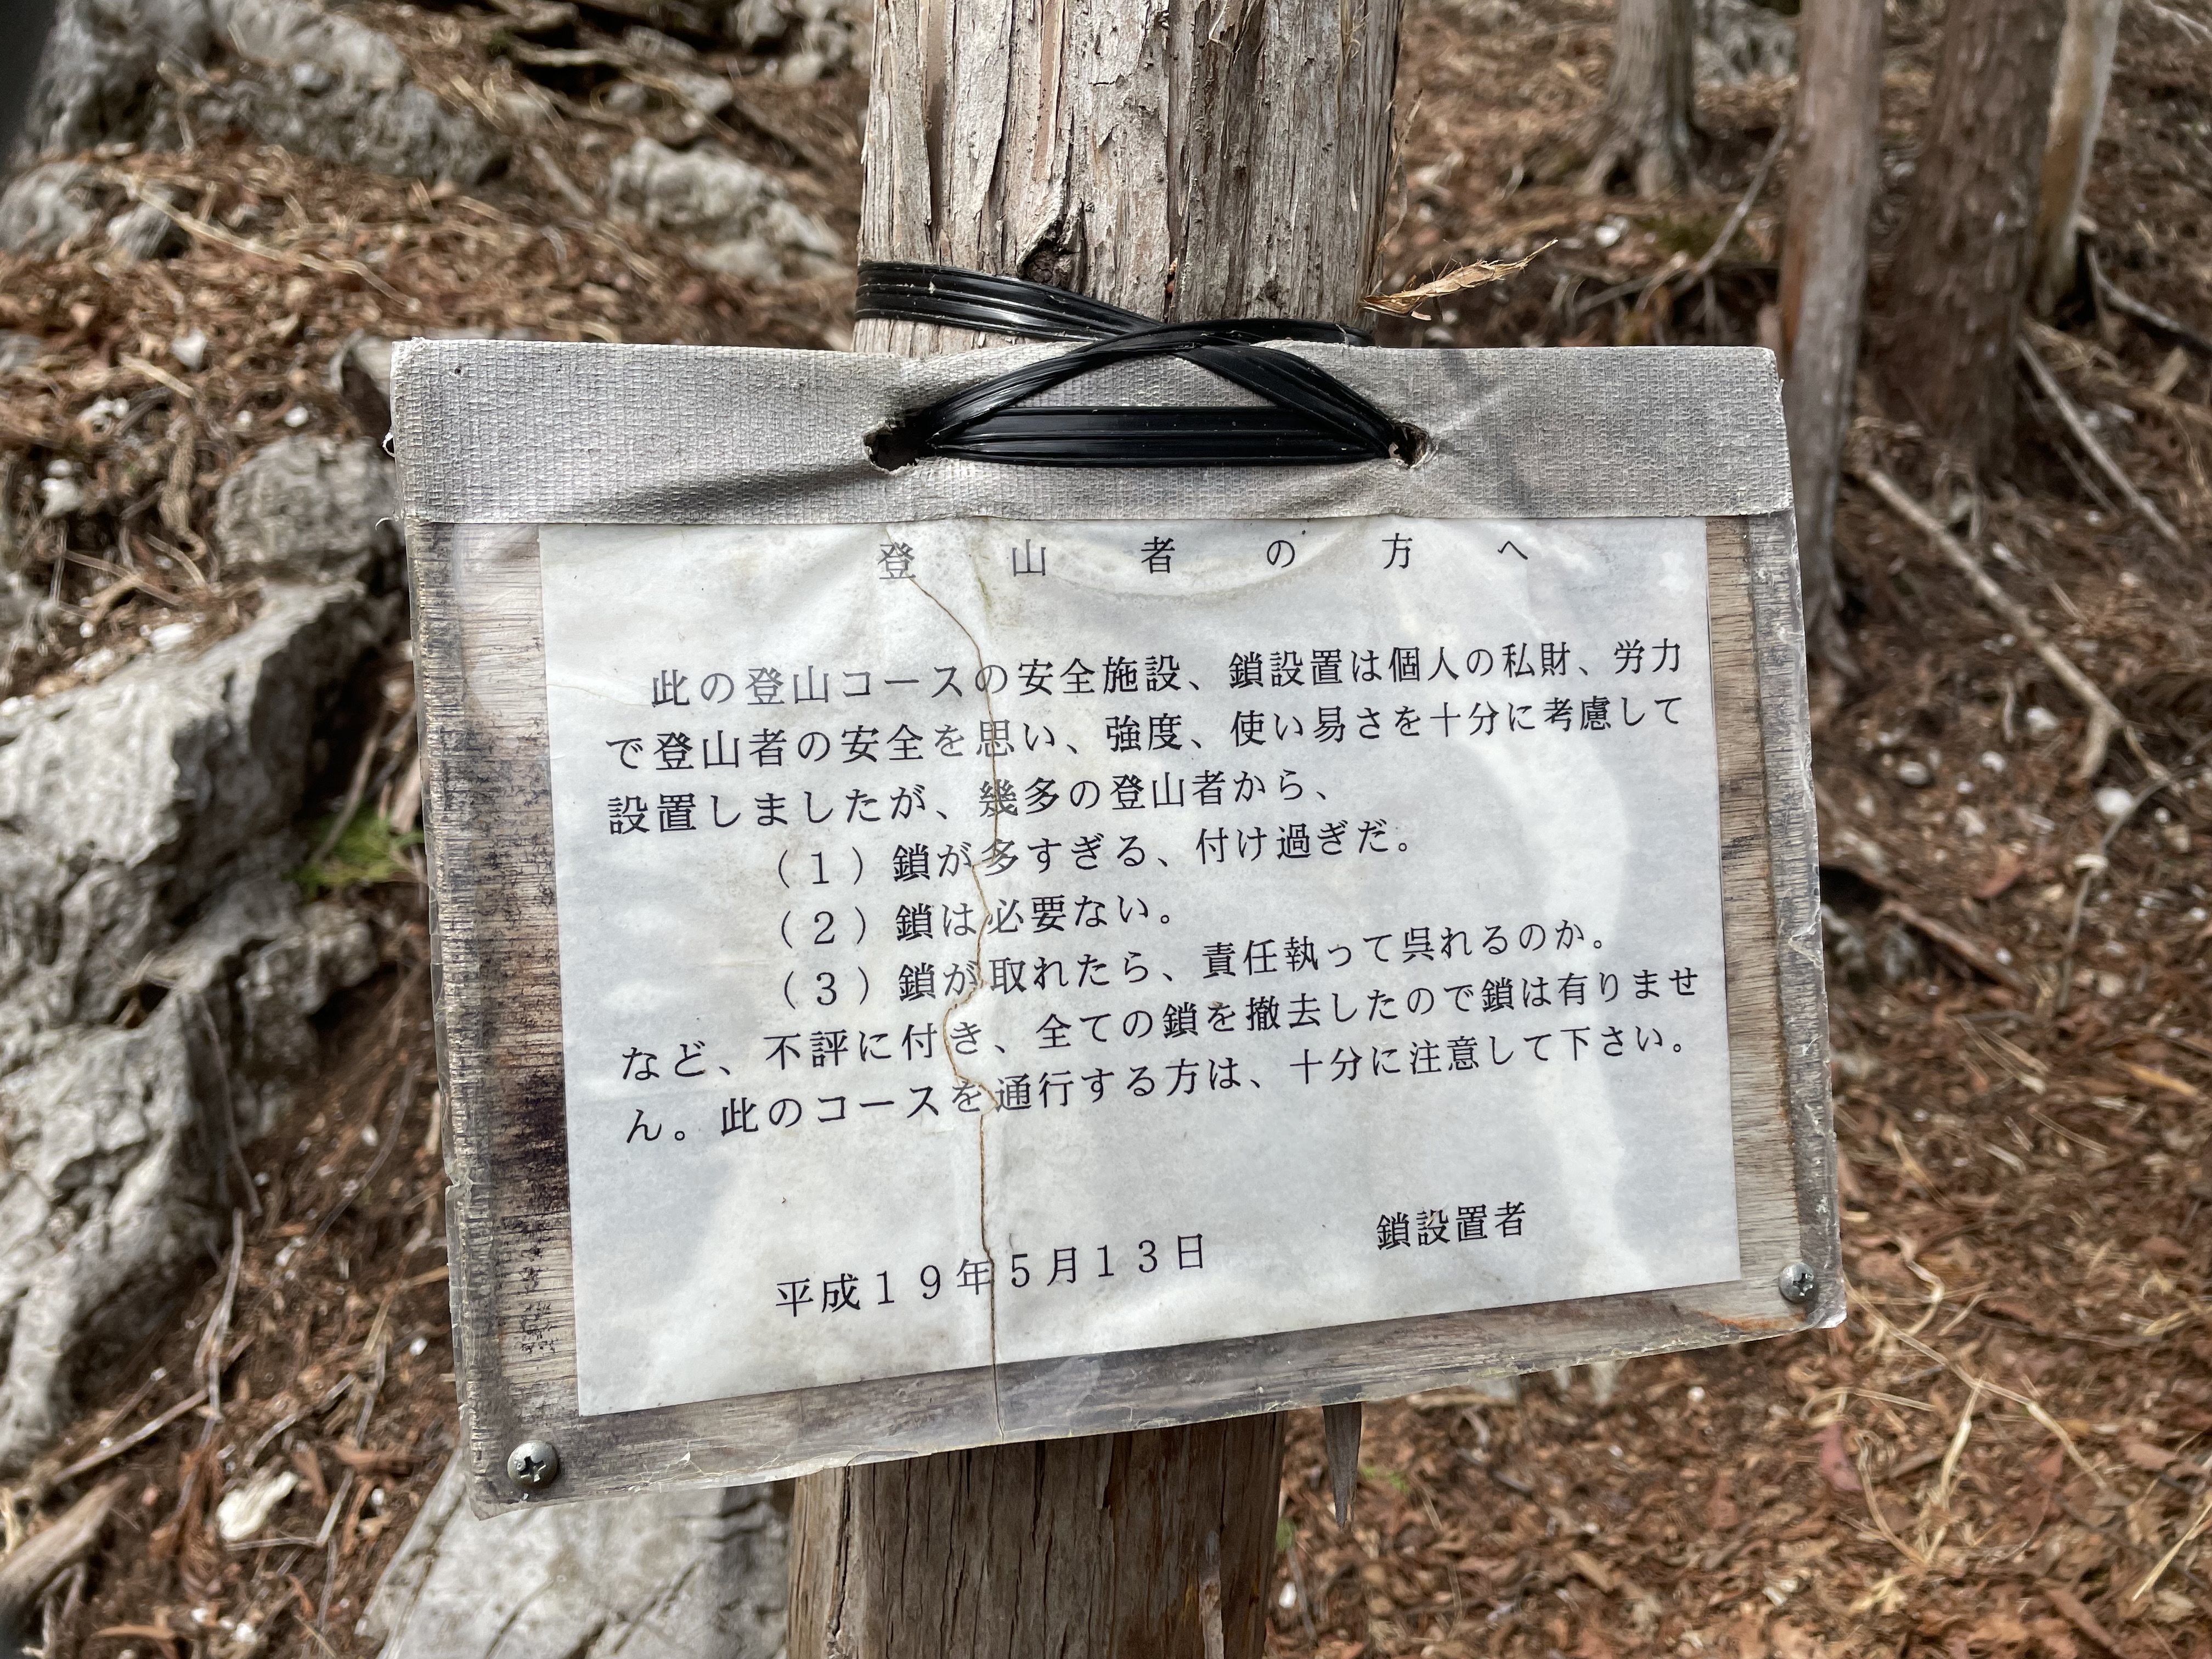 登山者の方へ
此の登山コースの安全施設、鎖設置は個人の私財、労力
で登山者の安全を思い、強度、使い易さを十分に考慮して
設置しましたが、幾多の登山者から、
（１）鎖が多すぎる、付け過ぎだ。
（２）鎖は必要ない。
（３）鎖が取れたら、責任執って呉れるのか。
など、不評に付き、全ての鎖を撤去したので鎖は有りませ
ん。此のコースを通行する方は、十分に注意して下さい。
鎖設置者
平成１９年５月１３日